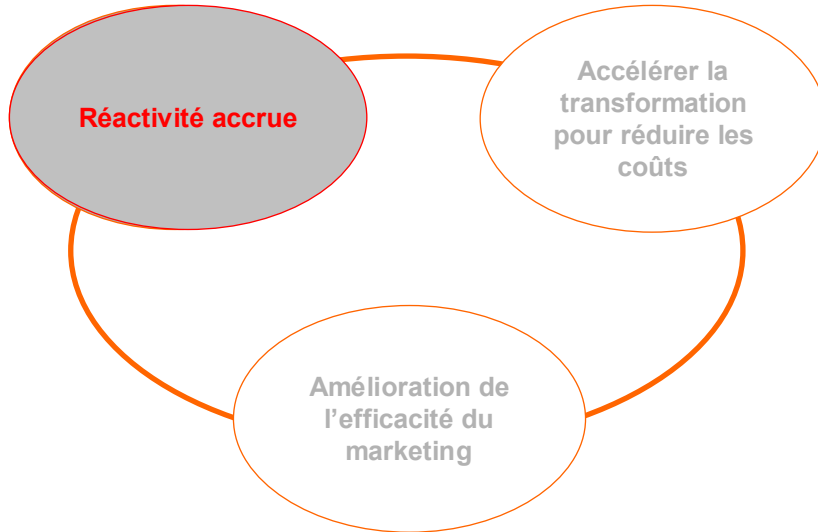 Réactivité accrue
Accélérer la
transformation
pour réduire les
coûts
Amélioration de
l’efficacité du
marketing